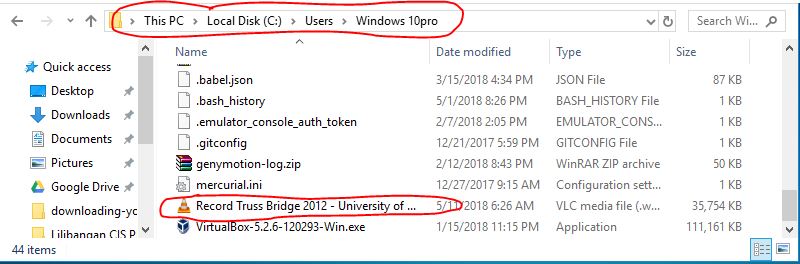 This PC > Local Disk (C:) > Users > Windows 10pro
Search Wi...
Name Date modified Type Size
Quick access
Desktop
Downloads
Documents
Pictures
Google Drive
downloading-yc
Lilibangan CIS P
.babel.json 3/15/2018 4:34 PM JSON File 87 KB
.bash_history 5/1/2018 8:26 PM BASH_HISTORY File 1 KB
.emulator_console_auth_token 2/7/2018 2:05 PM EMULATOR_CONS... 1 KB
.gitconfig 12/21/2017 5:59 PM GITCONFIG File 1 KB
genymotion-log.zip 2/12/2018 8:43 PM WinRAR ZIP archive 50 KB
mercurial.ini 12/27/2017 9:15 AM Configuration sett... 1 KB
Record Truss Bridge 2012 - University of ... 5/11/2018 6:26 AM VLC media file (.w... 35,754 KB
VirtualBox-5.2.6-120293-Win.exe 1/15/2018 11:15 PM Application 111,161 KB
44 items